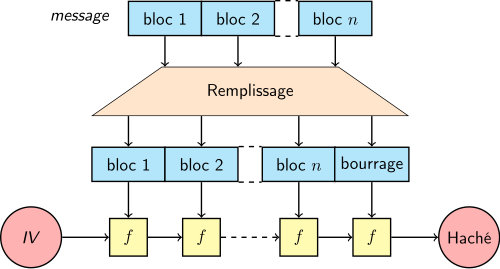 message bloc 1 bloc 2 bloc n
Remplissage
bloc 1 bloc 2 bloc n bourrage
IV f f f f Haché